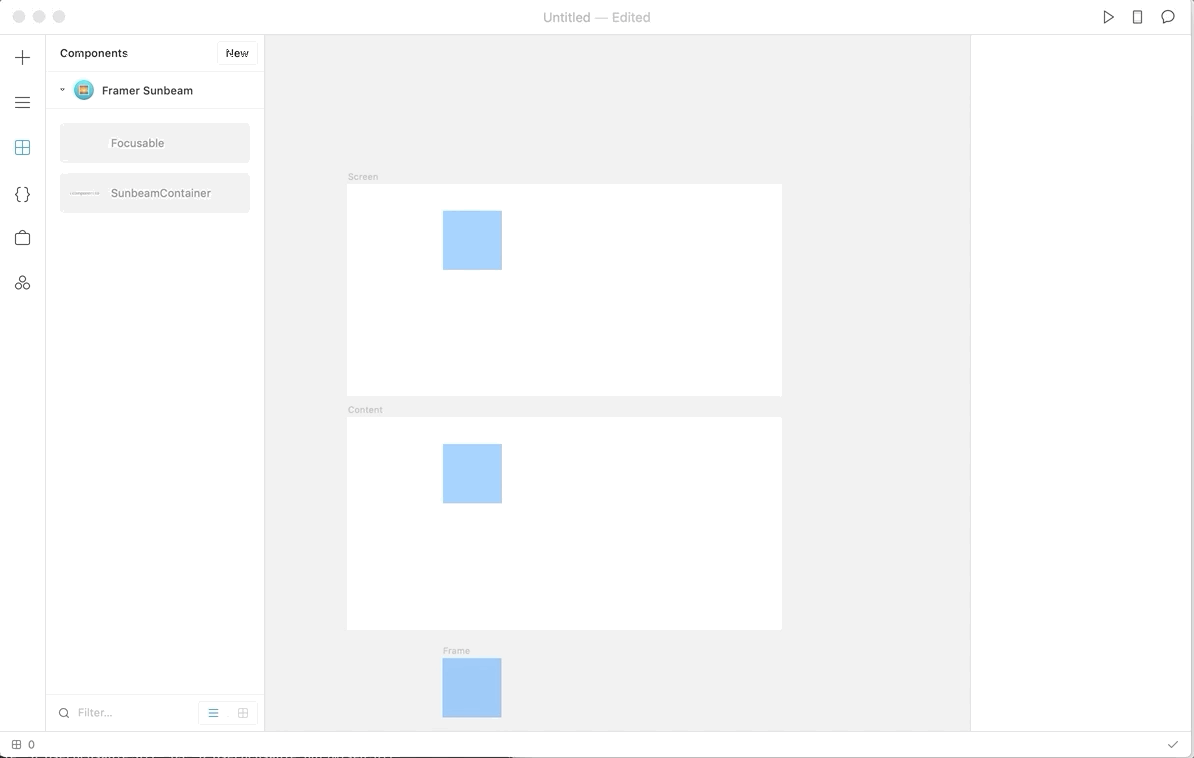 Untitled — Edited
Components
New
Framer Sunbeam
Focusable
SunbeamContainer
Screen
Content
Frame
Filter...
0